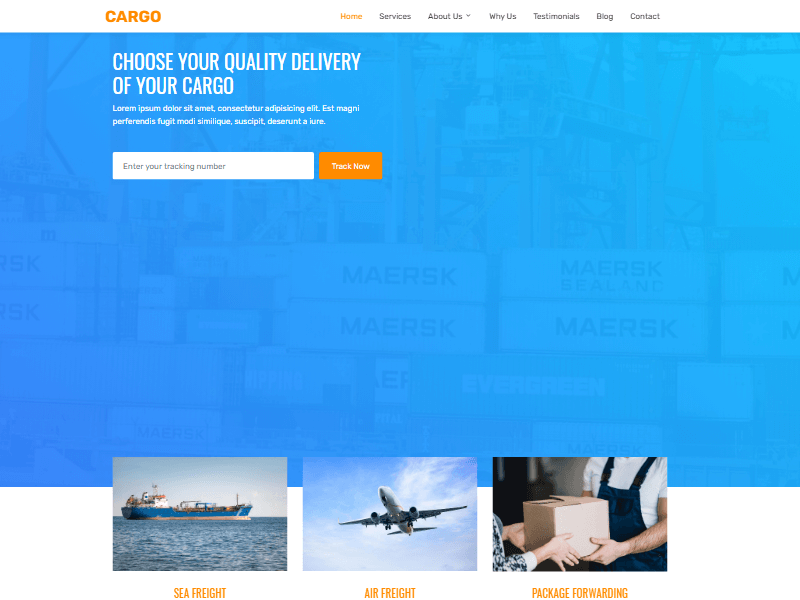 CARGO
Home Services About Us Why Us Testimonials Blog Contact
CHOOSE YOUR QUALITY DELIVERY
OF YOUR CARGO
Lorem ipsum dolor sit amet, consectetur adipisicing elit. Est magni
perferendis fugit modi similique, suscipit, deserunt a iure.
Enter your tracking number Track Now
MAERSK MAERSK
SEALAND
MAERSK MAERSK
EVERGREEN
MAERSK MAERSK
SEA FREIGHT AIR FREIGHT PACKAGE FORWARDING